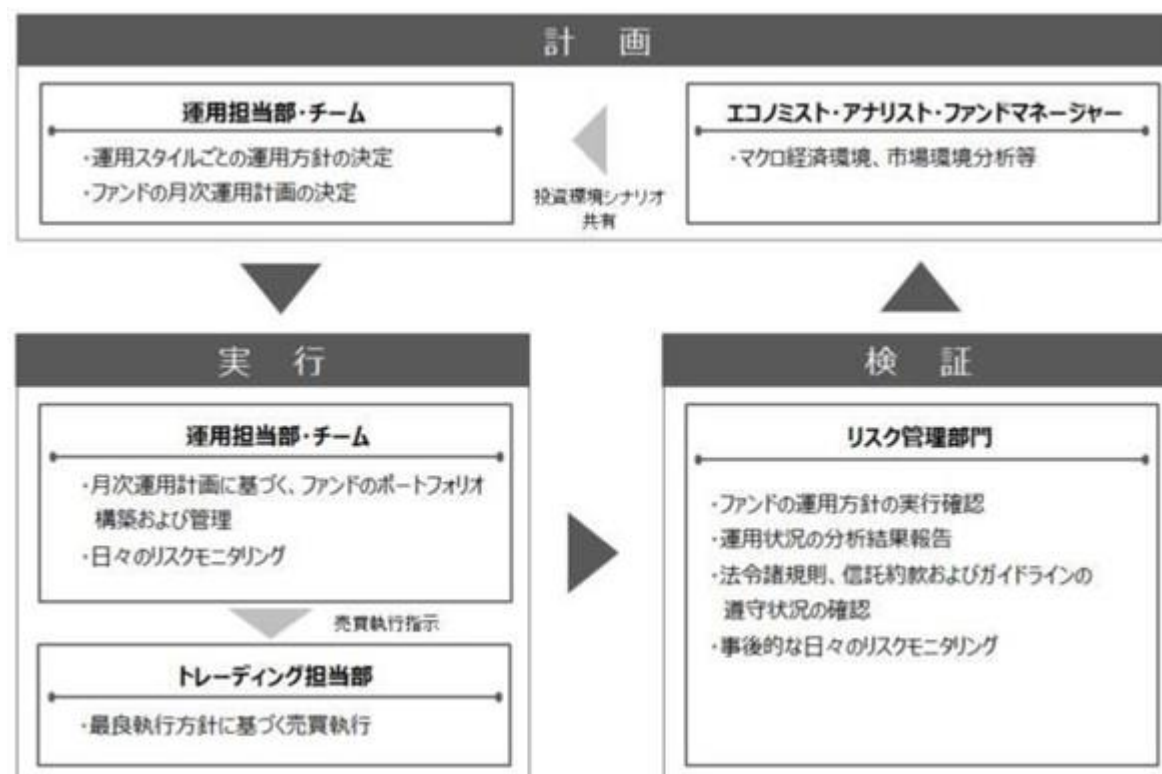 計 画
運用担当部・チーム
・運用スタイルごとの運用方針の決定
・ファンドの月次運用計画の決定
投資環境シナリオ
共有
エコノミスト・アナリスト・ファンドマネージャー
・マクロ経済環境、市場環境分析等
実 行
運用担当部・チーム
・月次運用計画に基づく、ファンドのポートフォリオ
構築および管理
・日々のリスクモニタリング
売買執行指示
トレーディング担当部
・最良執行方針に基づく売買執行
検 証
リスク管理部門
・ファンドの運用方針の実行確認
・運用状況の分析結果報告
・法令諸規則、信託約款およびガイドラインの
遵守状況の確認
・事後的な日々のリスクモニタリング